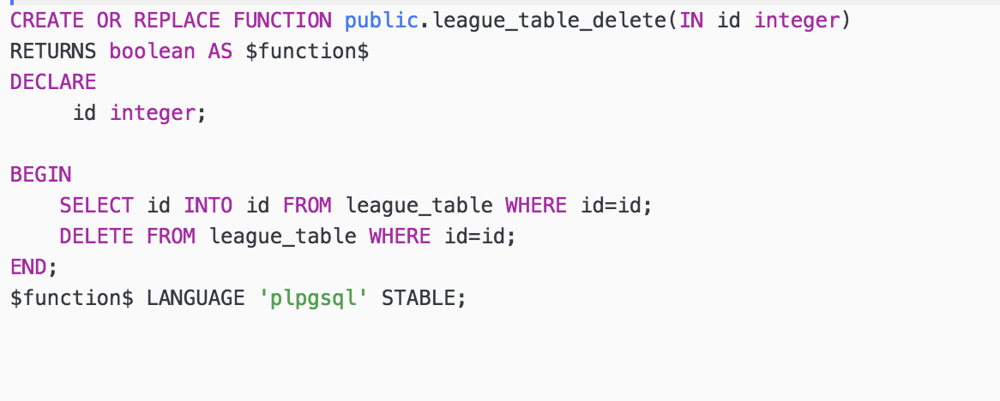 CREATE OR REPLACE FUNCTION public.league_table_delete(IN id integer)
RETURNS boolean AS $function$
DECLARE
     id integer;
BEGIN
    SELECT id INTO id FROM league_table WHERE id=id;
    DELETE FROM league_table WHERE id=id;
END;
$function$ LANGUAGE 'plpgsql' STABLE;